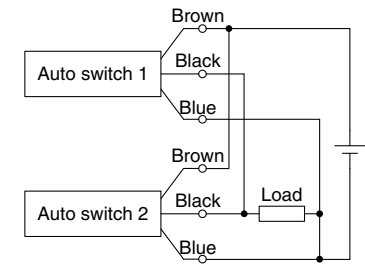 Brown
Auto switch 1
Black
Blue
Brown
Auto switch 2
Black
Load
Blue